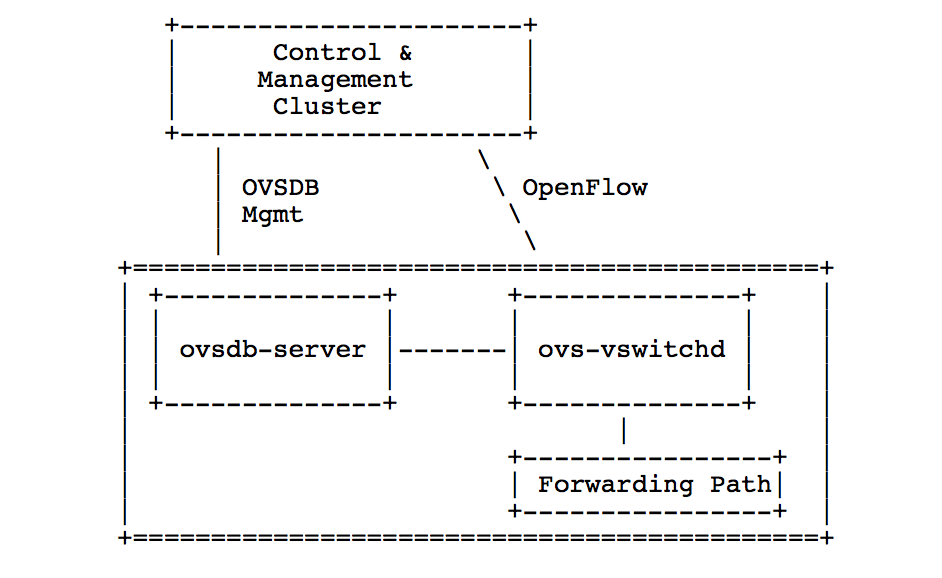 Control &
Management
Cluster
OVSDB
Mgmt
OpenFlow
ovsdb-server
ovs-vswitchd
Forwarding Path